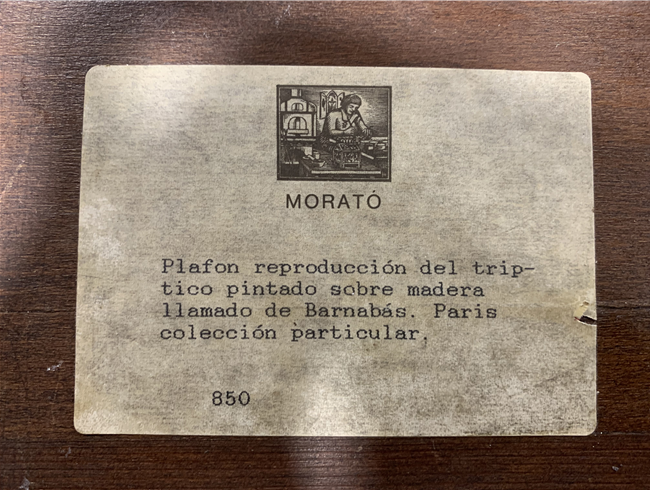 MORATÓ
Plafon reproducción del trip-
tico pintado sobre madera
llamado de Barnabás. Paris
colección particular.
850